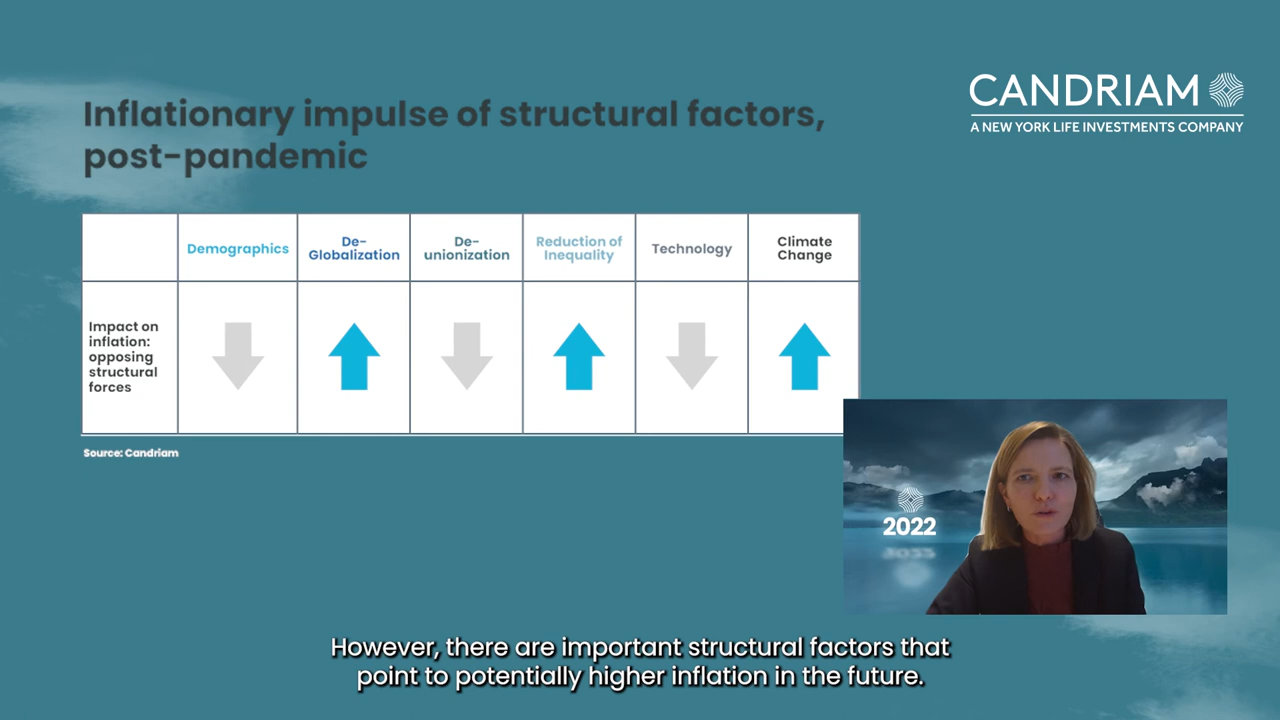 CANDRIAM
A NEW YORK LIFE INVESTMENTS COMPANY
Inflationary impulse of structural factors,
post-pandemic
Demographics
De-
Globalization
De-
unionization
Reduction of
Inequality
Technology
Climate
Change
Impact on
inflation:
opposing
structural
forces
Source: Candriam
2022
However, there are important structural factors that
point to potentially higher inflation in the future.